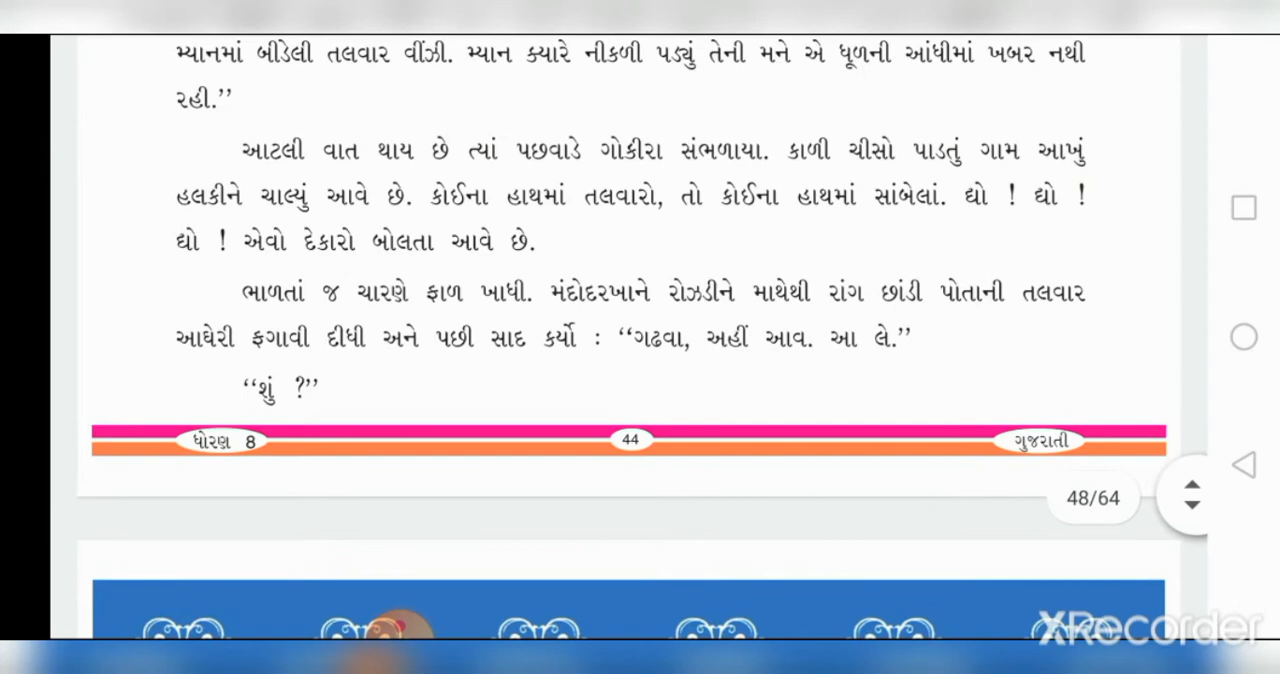 મ્યાનમાં બીડેલી તલવાર વીંઝી. મ્યાન ક્યારે નીકળી પડ્યું તેની મને એ ધૂળની આંધીમાં ખબર નથી
રહી.’’
આટલી વાત થાય છે ત્યાં પછવાડે ગોકીરા સંભળાયા. કાળી ચીસો પાડતું ગામ આખું
હલકીને ચાલ્યું આવે છે. કોઈના હાથમાં તલવારો, તો કોઈના હાથમાં સાંબેલાં. દ્યો ! દ્યો !
દ્યો ! એવો દેકારો બોલતા આવે છે.
ભાળતાં જ ચારણે ફાળ ખાધી. મંદોદરખાને રોઝડીને માથેથી રાંગ છાંડી પોતાની તલવાર
આઘેરી ફગાવી દીધી અને પછી સાદ કર્યો : ‘‘ગઢવા, અહીં આવ. આ લે.’’
‘‘શું ?’’
ધોરણ 8 44 ગુજરાતી
48/64
XRecorder